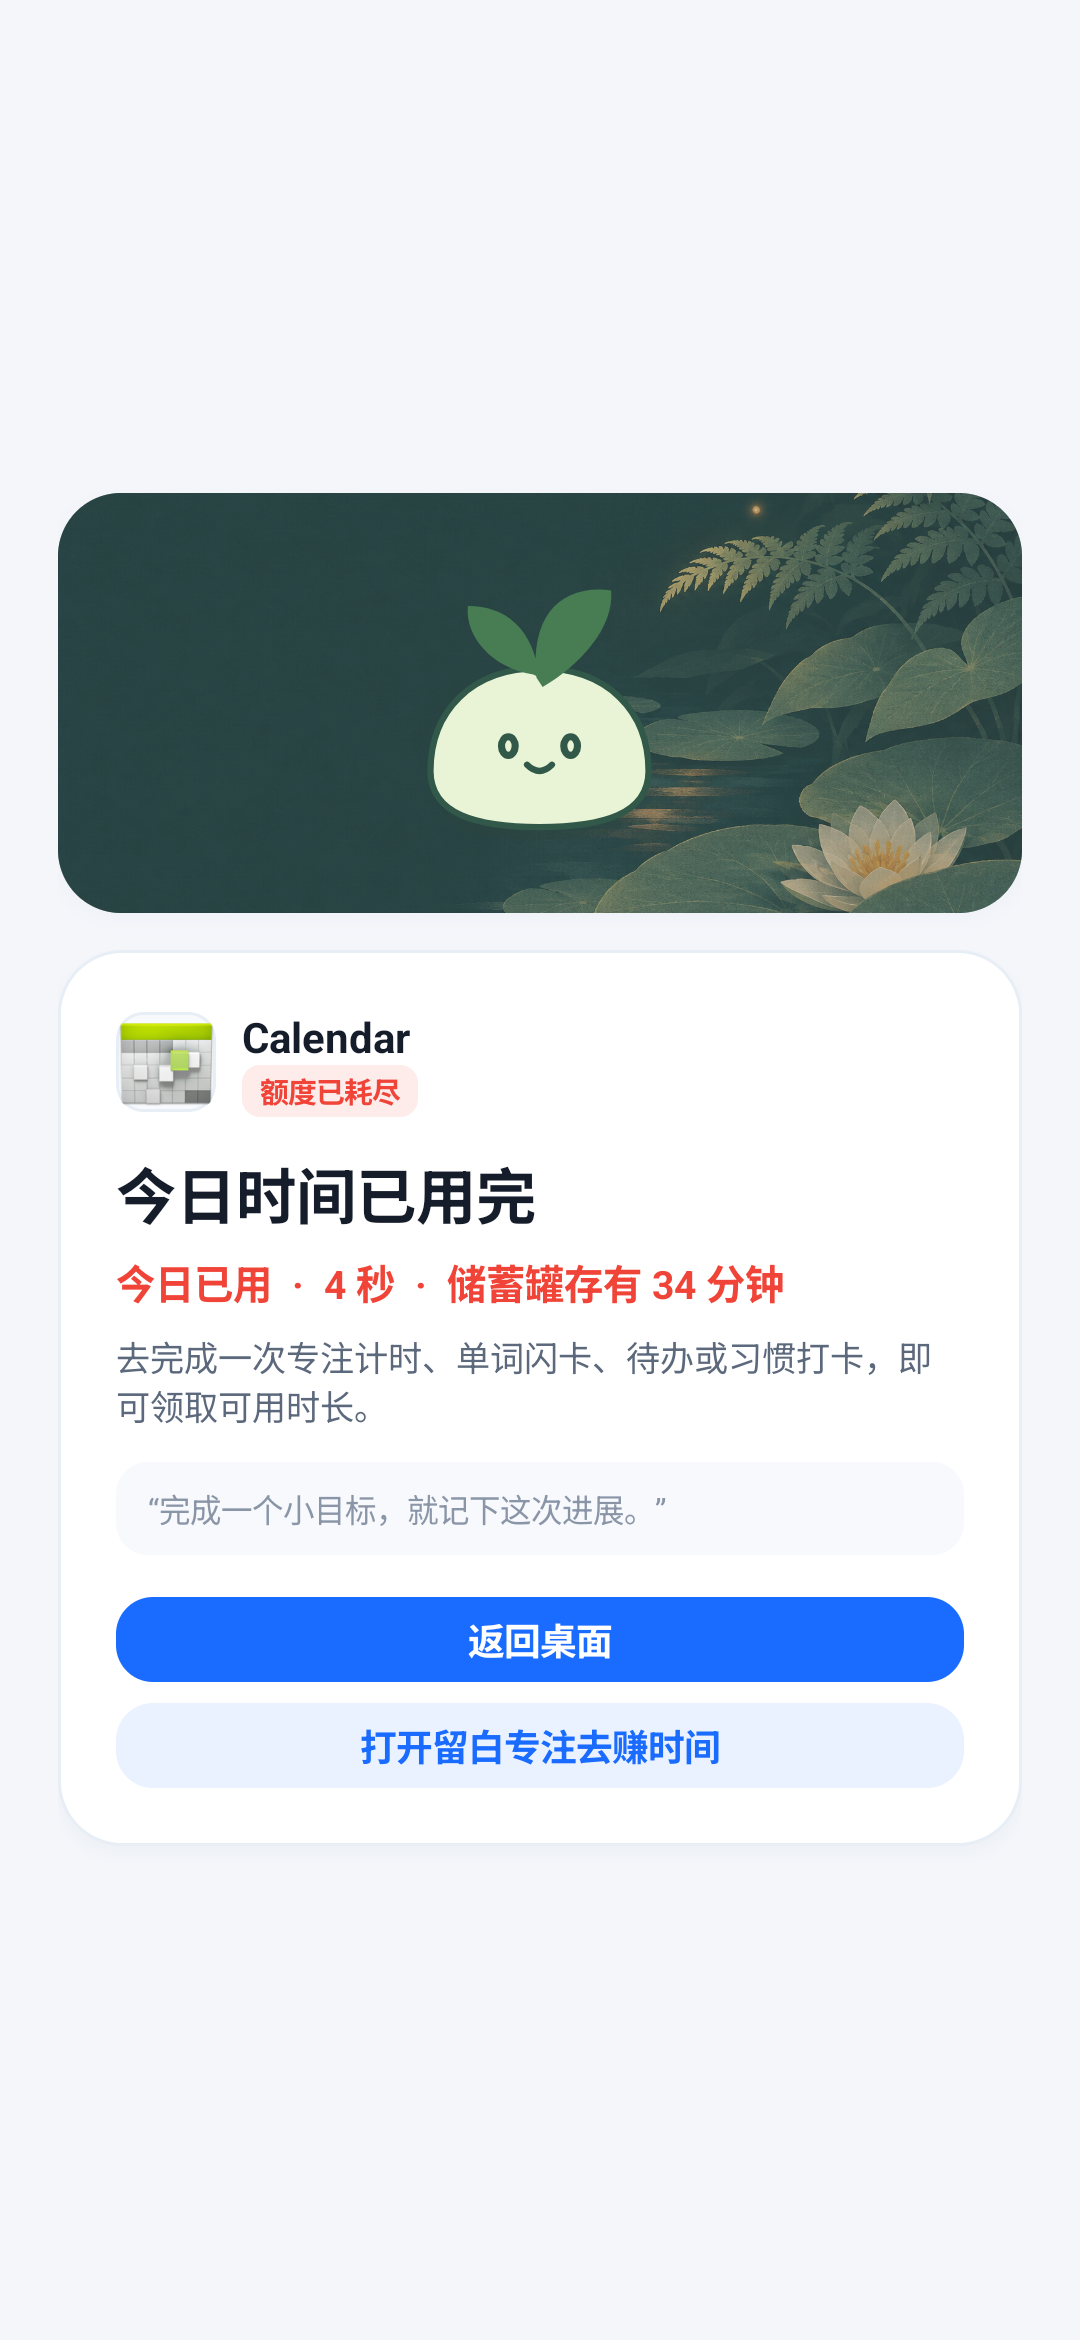 Calendar
额度已耗尽
今日时间已用完
今日已用 · 4 秒 · 储蓄罐存有 34 分钟
去完成一次专注计时、单词闪卡、待办或习惯打卡，即
可领取可用时长。
“完成一个小目标，就记下这次进展。”
返回桌面
打开留白专注去赚时间